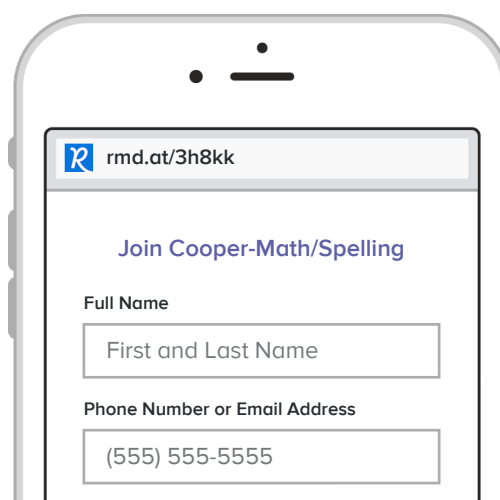 rmd.at/3h8kk
Join Cooper-Math/Spelling
Full Name
First and Last Name
Phone Number or Email Address
(555) 555-5555